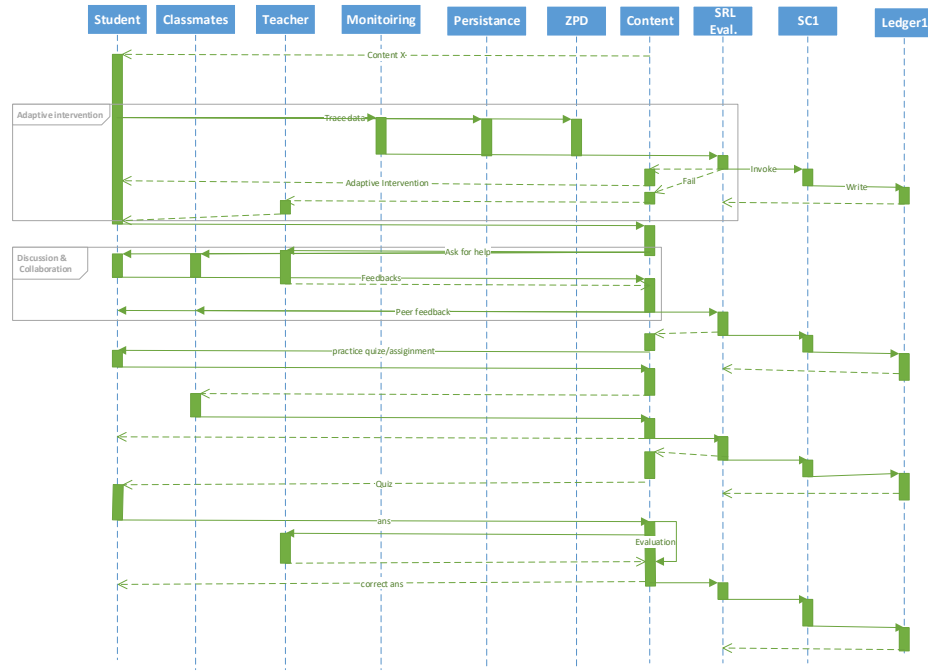 Student
Classmates
Teacher
Monitoiring
Persistance
ZPD
Content
SRL
Eval.
SC1
Ledger1
Content X
Adaptive intervention
Trace data
Invoke
Adaptive Intervention
Fail
Write
Ask for help
Discussion &
Collaboration
Feedbacks
Peer feedback
practice quize/assiginment
Quiz
ans
Evaluation
correct ans